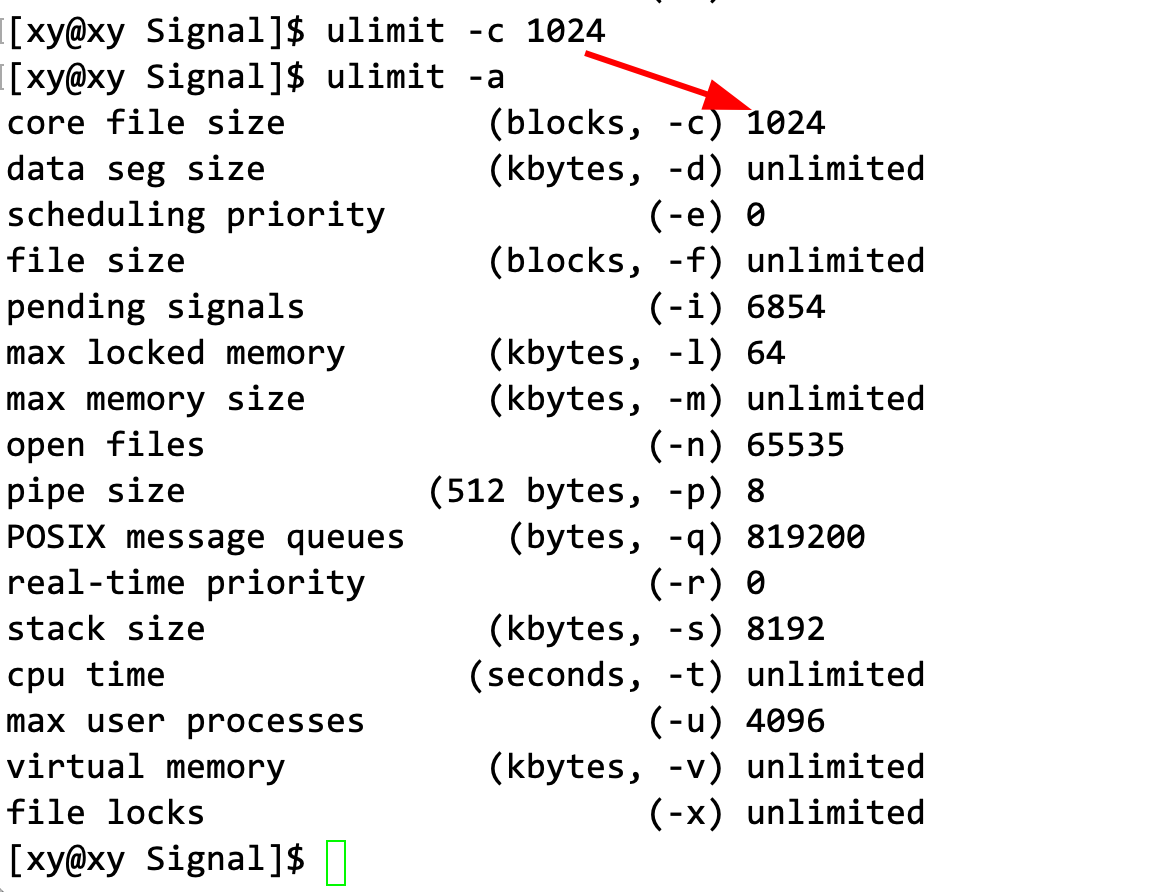 [xy@xy Signal]$ ulimit -c 1024
[xy@xy Signal]$ ulimit -a
core file size          (blocks, -c) 1024
data seg size           (kbytes, -d) unlimited
scheduling priority             (-e) 0
file size               (blocks, -f) unlimited
pending signals                 (-i) 6854
max locked memory       (kbytes, -l) 64
max memory size         (kbytes, -m) unlimited
open files                      (-n) 65535
pipe size            (512 bytes, -p) 8
POSIX message queues     (bytes, -q) 819200
real-time priority              (-r) 0
stack size              (kbytes, -s) 8192
cpu time               (seconds, -t) unlimited
max user processes              (-u) 4096
virtual memory          (kbytes, -v) unlimited
file locks                      (-x) unlimited
[xy@xy Signal]$